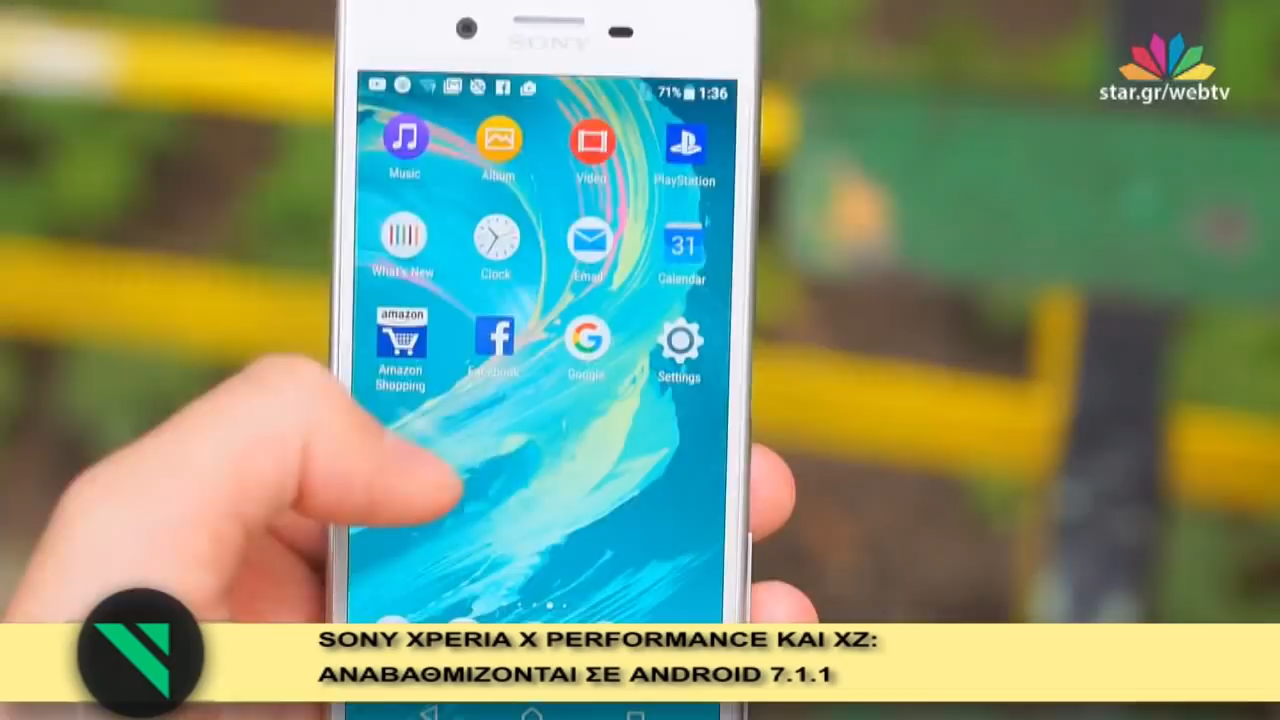 SONY
star.gr/webtv
71% 1:36
Music Album Video PlayStation
31
What's New Clock Email Calendar
amazon
Amazon Shopping Facebook Google Settings
SONY XPERIA X PERFORMANCE ΚΑΙ XZ:
ΑΝΑΒΑΘΜΙΖΟΝΤΑΙ ΣΕ ANDROID 7.1.1